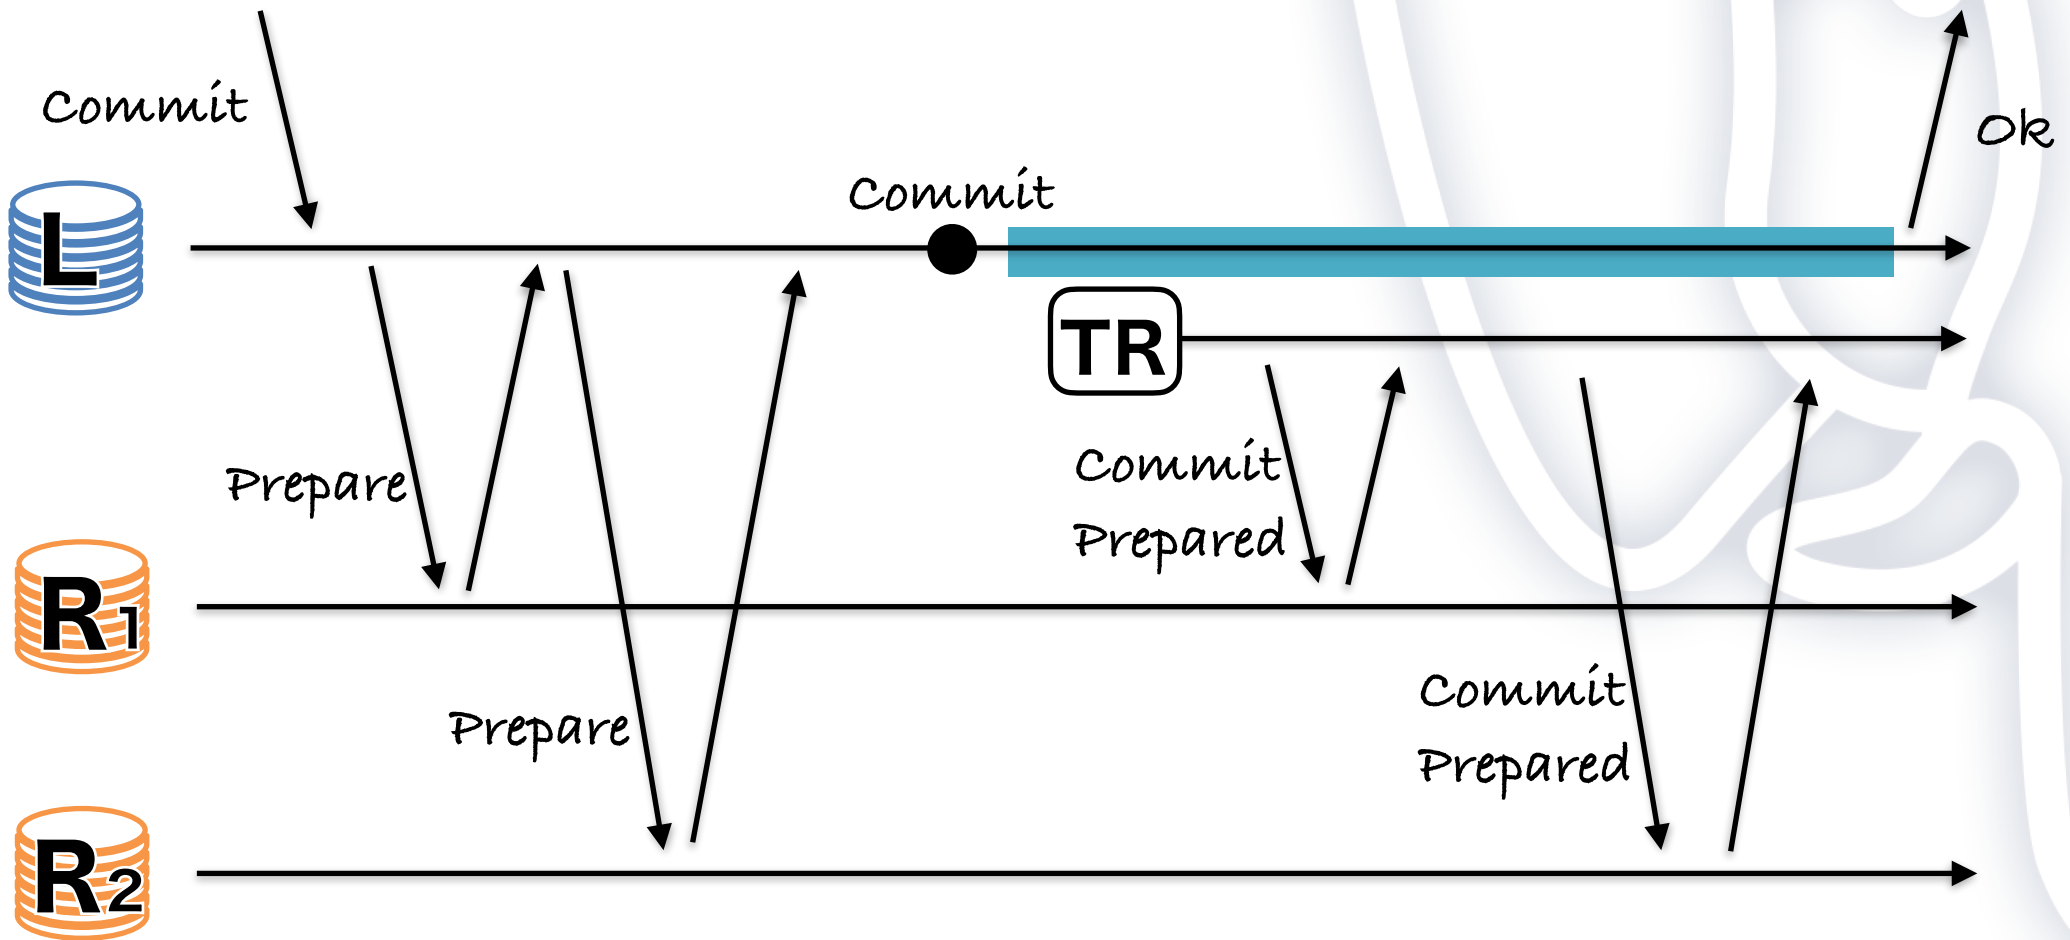 Commit
Ok
Commit
L
TR
Commit
Prepared
Prepare
R1
Commit
Prepared
Prepare
R2